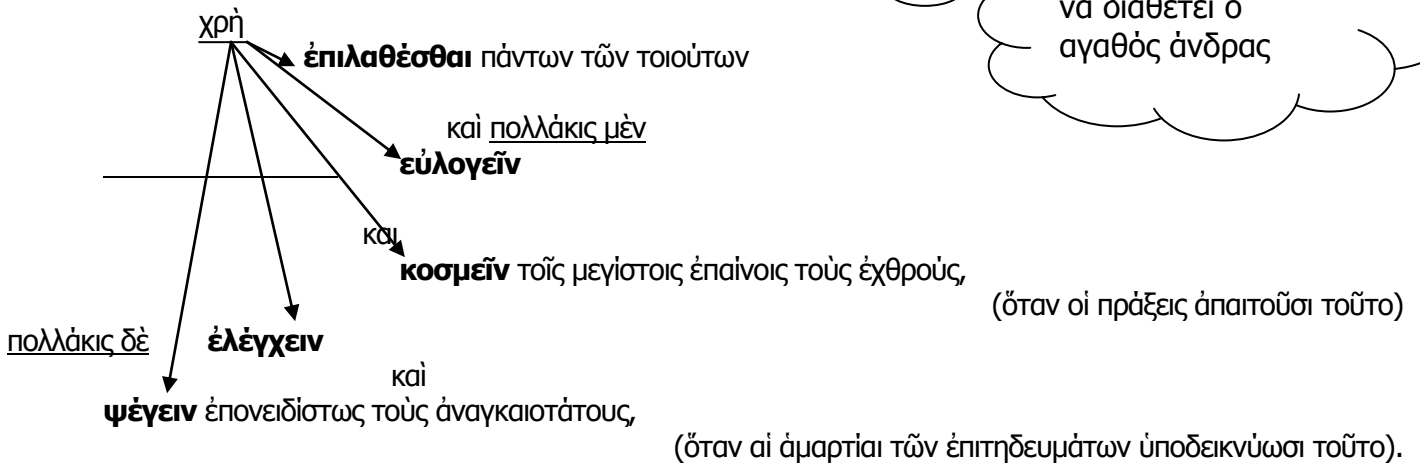 να διαθέτει ο
αγαθός άνδρας
χρὴ
ἐπιλαθέσθαι πάντων τῶν τοιούτων
καὶ πολλάκις μὲν
εὐλογεῖν
και
κοσμεῖν τοῖς μεγίστοις ἐπαίνοις τοὺς ἐχθρούς,
(ὅταν οἱ πράξεις ἀπαιτοῦσι τοῦτο)
πολλάκις δὲ ἐλέγχειν
καὶ
ψέγειν ἐπονειδίστως τοὺς ἀναγκαιοτάτους,
(ὅταν αἱ ἁμαρτίαι τῶν ἐπιτηδευμάτων ὑποδεικνύωσι τοῦτο).